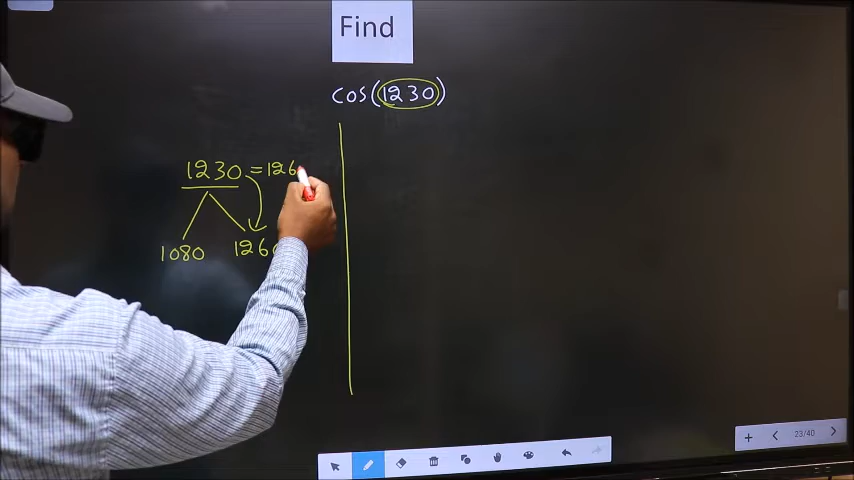 Find
cos(1230)
1230 = 126
1080 126
23/40